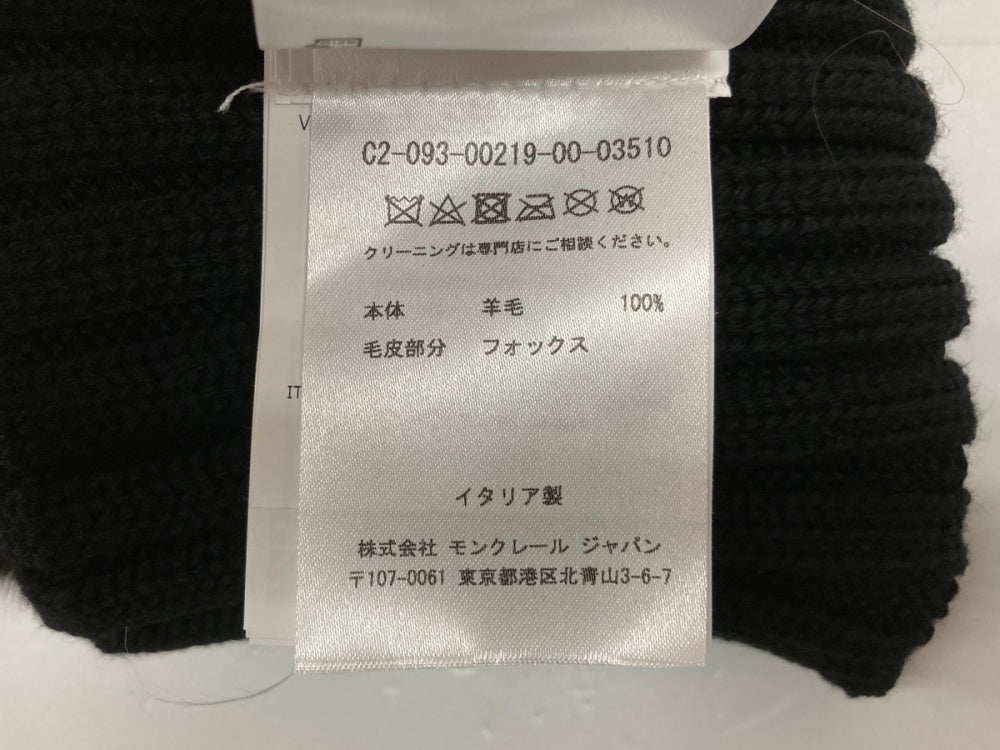 C2-093-00219-00-03510
クリーニングは専門店にご相談ください。
本体 羊毛 100%
毛皮部分 フォックス
イタリア製
株式会社 モンクレール ジャパン
〒107-0061 東京都港区北青山3-6-7
V
IT